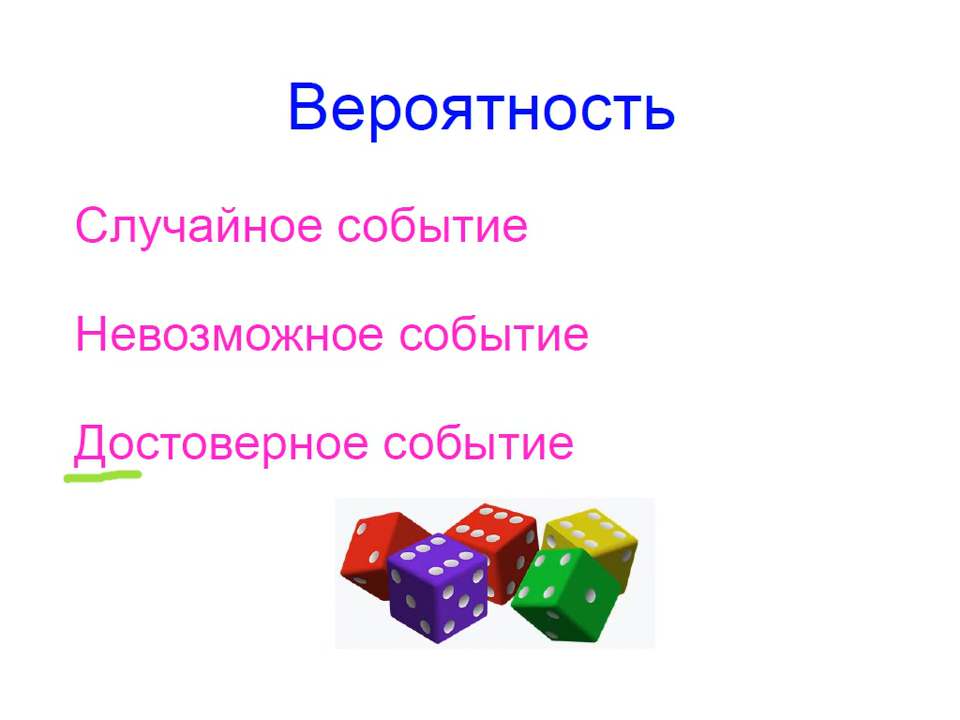 Вероятность
Случайное событие
Невозможное событие
Достоверное событие